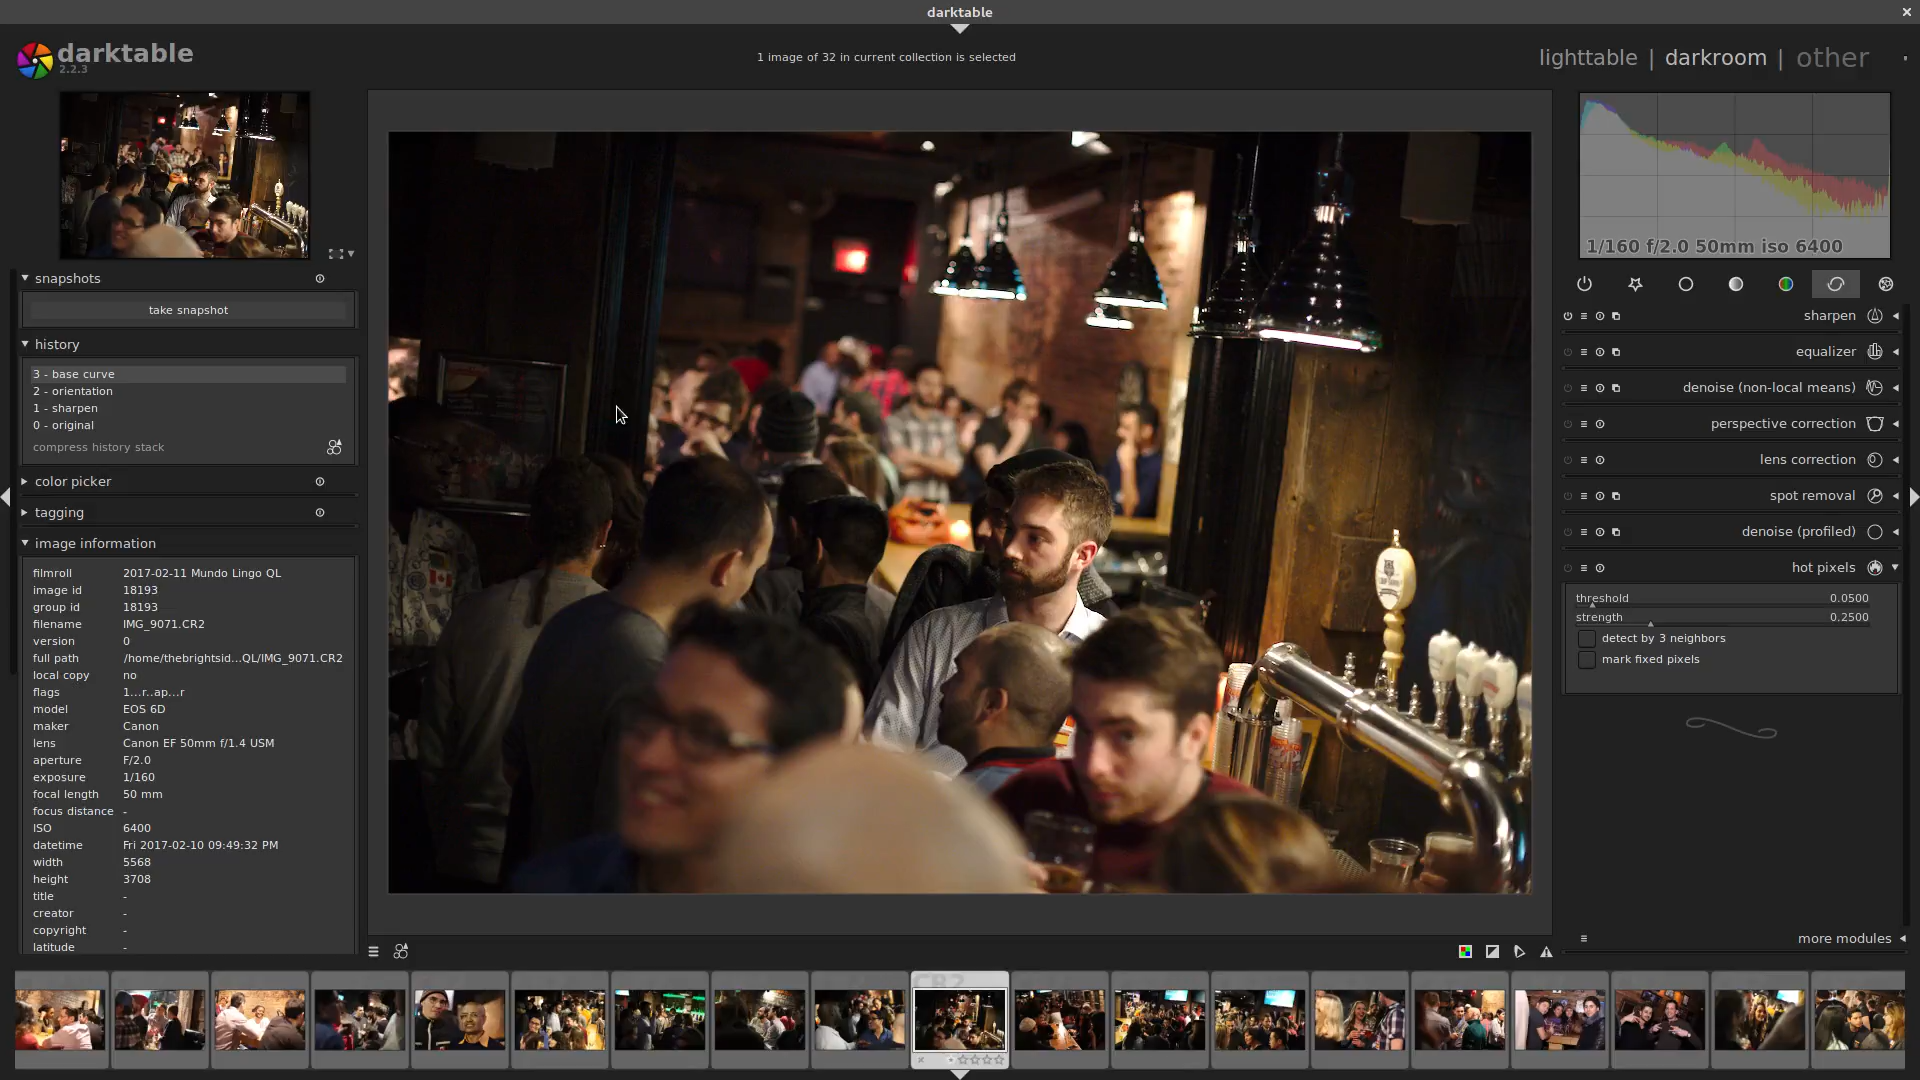 darktable
darktable
2.2.3
1 image of 32 in current collection is selected
lighttable | darkroom | other
1/160 f/2.0 50mm iso 6400
snapshots
take snapshot
history
3 - base curve
2 - orientation
1 - sharpen
0 - original
compress history stack
color picker
tagging
image information
filmroll 2017-02-11 Mundo Lingo QL
image id 18193
group id 18193
filename IMG_9071.CR2
version 0
full path /home/thebrightsid...QL/IMG_9071.CR2
local copy no
flags 1...r..ap...r
model EOS 6D
maker Canon
lens Canon EF 50mm f/1.4 USM
aperture F/2.0
exposure 1/160
focal length 50 mm
focus distance -
ISO 6400
datetime Fri 2017-02-10 09:49:32 PM
width 5568
height 3708
title -
creator -
copyright -
latitude -
sharpen
equalizer
denoise (non-local means)
perspective correction
lens correction
spot removal
denoise (profiled)
hot pixels
threshold 0.0500
strength 0.2500
detect by 3 neighbors
mark fixed pixels
more modules
CR2